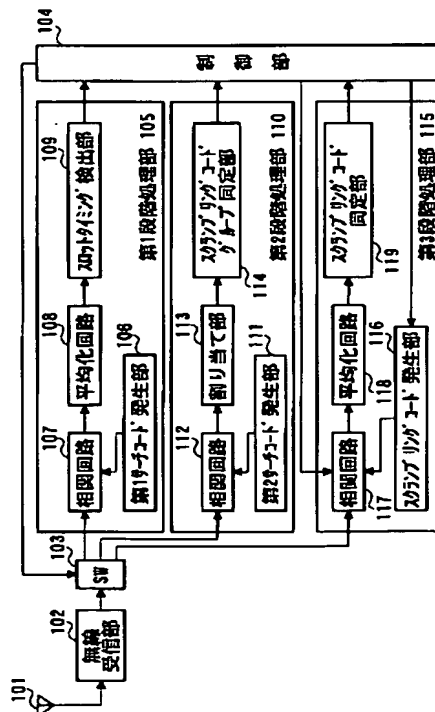 101
102
無線
受信部
103
SW
104
制御部
107
相関回路
108
平均化回路
109
スロットタイミング検出部
106
第1サーチコード発生部
第1段階処理部 105
112
相関回路
113
割り当て部
114
スクランブリングコード
グループ同定部
111
第2サーチコード発生部
第2段階処理部 110
117
相関回路
118
平均化回路
119
スクランブリングコード
同定部
116
スクランブリングコード発生部
第3段階処理部 115